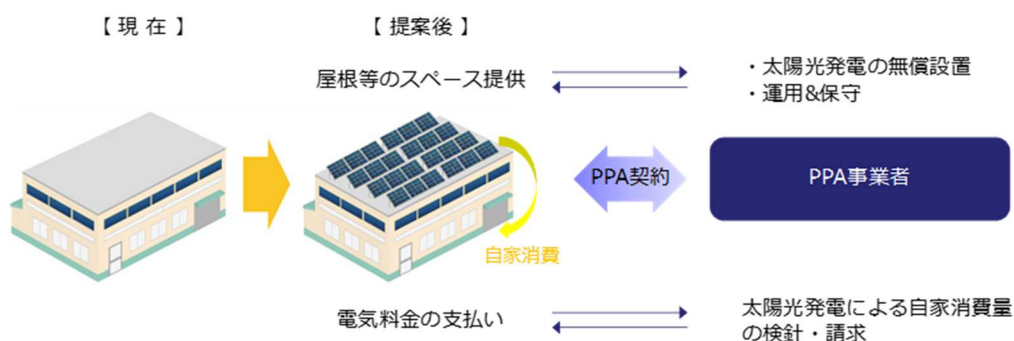 【 現 在 】
【 提案後 】
屋根等のスペース提供
・太陽光発電の無償設置
・運用&保守
PPA契約
PPA事業者
自家消費
電気料金の支払い
太陽光発電による自家消費量
の検針・請求